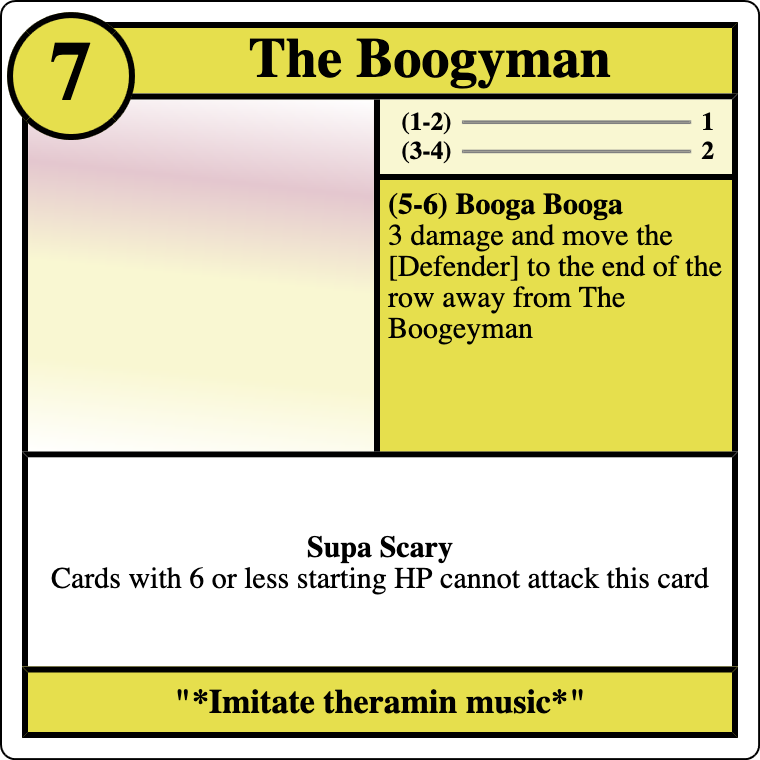 7
The Boogyman
(1-2) 1
(3-4) 2
(5-6) Booga Booga
3 damage and move the
[Defender] to the end of the
row away from The
Boogeyman
Supa Scary
Cards with 6 or less starting HP cannot attack this card
"*Imitate theramin music*"